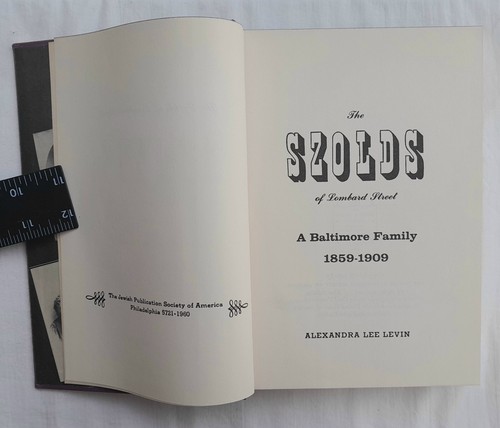 The Jewish Publication Society of America
Philadelphia 5721 • 1960
The
SZOLDS
of Lombard Street
A Baltimore Family
1859-1909
ALEXANDRA LEE LEVIN
10
11
11
12